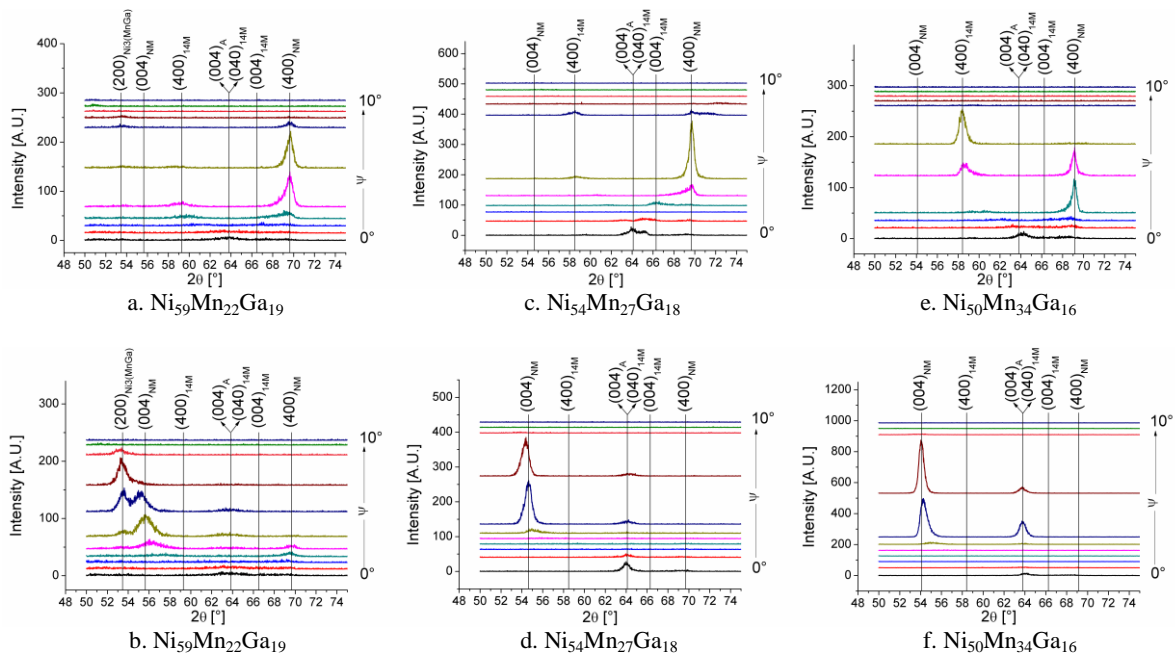 (200)Ni3(MnGa) (004)NM (400)14M (004)A (040)14M (004)14M (400)NM
400
350
300
250
200
150
100
50
0
Intensity [A.U.]
10°
ψ
0°
48 50 52 54 56 58 60 62 64 66 68 70 72 74
2θ [°]
a. Ni59Mn22Ga19
(004)NM (400)14M (004)A (040)14M (004)14M (400)NM
600
500
400
300
200
100
0
Intensity [A.U.]
10°
ψ
0°
48 50 52 54 56 58 60 62 64 66 68 70 72 74
2θ [°]
c. Ni54Mn27Ga18
(004)NM (400)14M (004)A (040)14M (004)14M (400)NM
300
200
100
0
Intensity [A.U.]
10°
ψ
0°
48 50 52 54 56 58 60 62 64 66 68 70 72 74
2θ [°]
e. Ni50Mn34Ga16
(200)Ni3(MnGa) (004)NM (400)14M (004)A (040)14M (004)14M (400)NM
300
250
200
150
100
50
0
Intensity [A.U.]
10°
ψ
0°
48 50 52 54 56 58 60 62 64 66 68 70 72 74
2θ [°]
b. Ni59Mn22Ga19
(004)NM (400)14M (004)A (040)14M (004)14M (400)NM
500
400
300
200
100
0
Intensity [A.U.]
10°
ψ
0°
48 50 52 54 56 58 60 62 64 66 68 70 72 74
2θ [°]
d. Ni54Mn27Ga18
(004)NM (400)14M (004)A (040)14M (004)14M (400)NM
1200
1000
800
600
400
200
0
Intensity [A.U.]
10°
ψ
0°
48 50 52 54 56 58 60 62 64 66 68 70 72 74
2θ [°]
f. Ni50Mn34Ga16